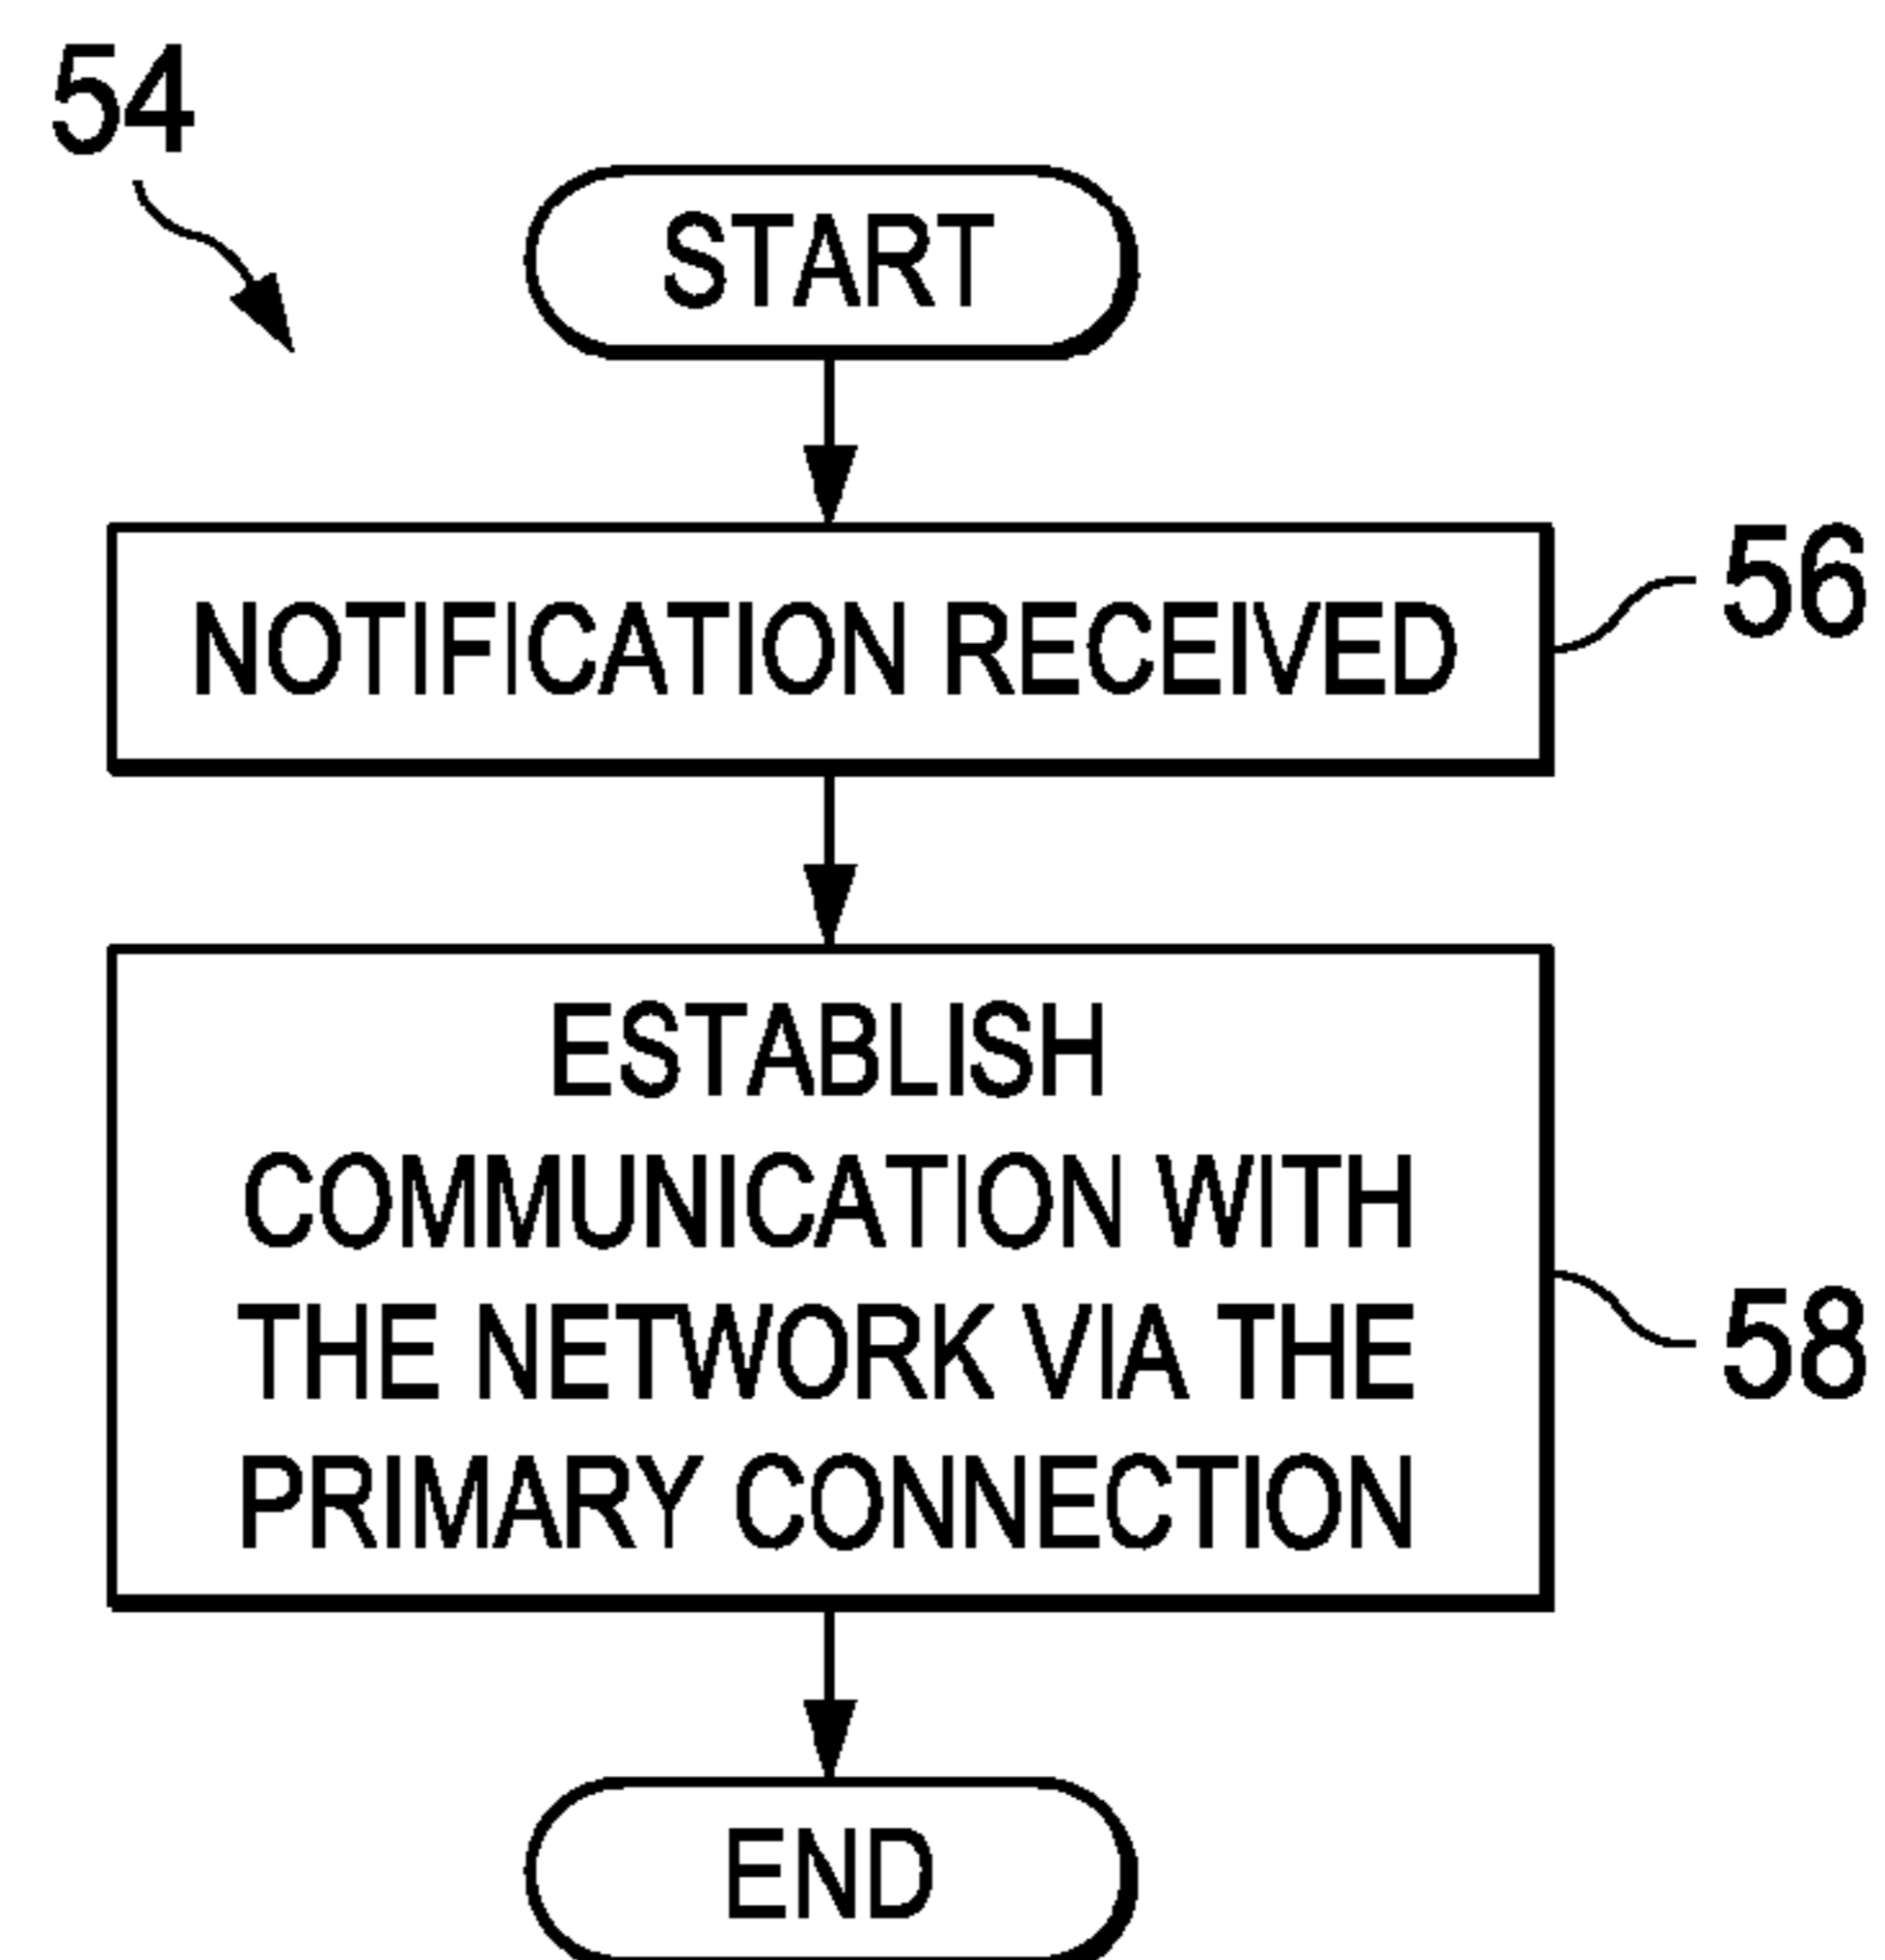 54
START
NOTIFICATION RECEIVED
56
ESTABLISH
COMMUNICATION WITH
THE NETWORK VIA THE
PRIMARY CONNECTION
58
END